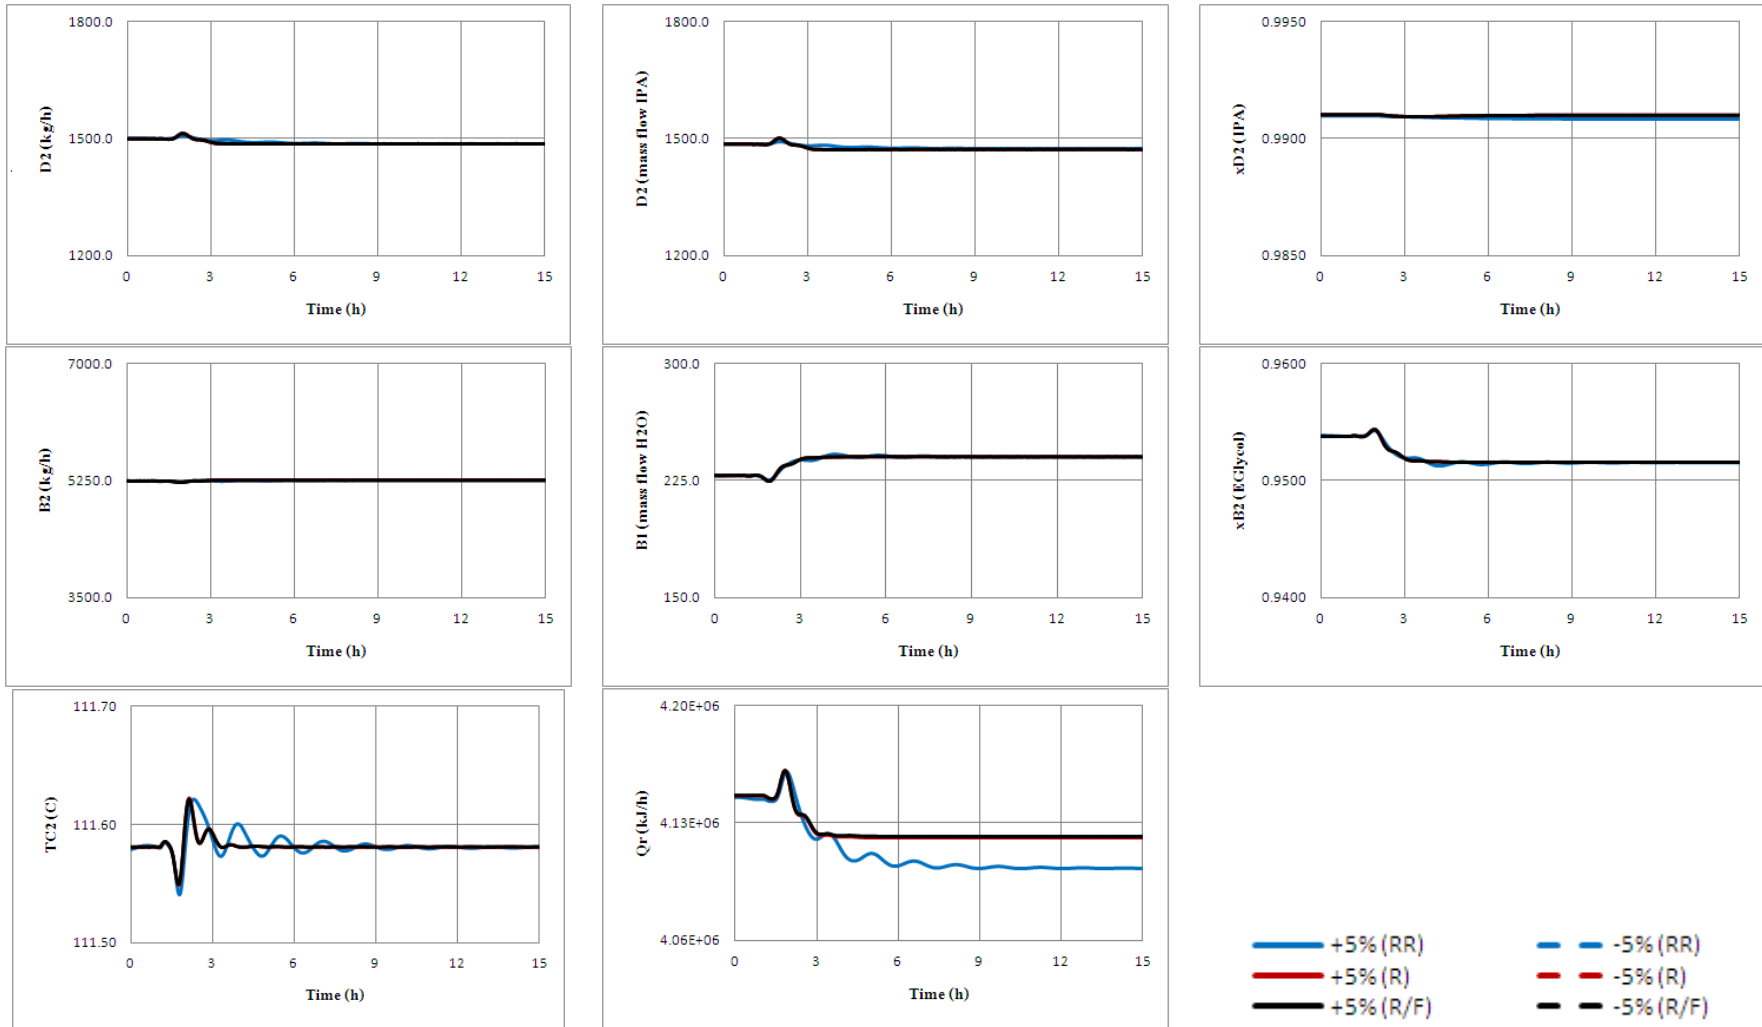 1800.0
1500.0
1200.0
D2 (kg/h)
0 3 6 9 12 15
Time (h)
1800.0
1500.0
1200.0
D2 (mass flow IPA)
0 3 6 9 12 15
Time (h)
0.9950
0.9900
0.9850
xD2 (IPA)
0 3 6 9 12 15
Time (h)
7000.0
5250.0
3500.0
B2 (kg/h)
0 3 6 9 12 15
Time (h)
300.0
225.0
150.0
B1 (mass flow H2O)
0 3 6 9 12 15
Time (h)
0.9600
0.9500
0.9400
xB2 (EGlycol)
0 3 6 9 12 15
Time (h)
111.70
111.60
111.50
TC2 (C)
0 3 6 9 12 15
Time (h)
4.20E+06
4.13E+06
4.06E+06
Qr (kJ/h)
0 3 6 9 12 15
Time (h)
+5% (RR)
-5% (RR)
+5% (R)
-5% (R)
+5% (R/F)
-5% (R/F)